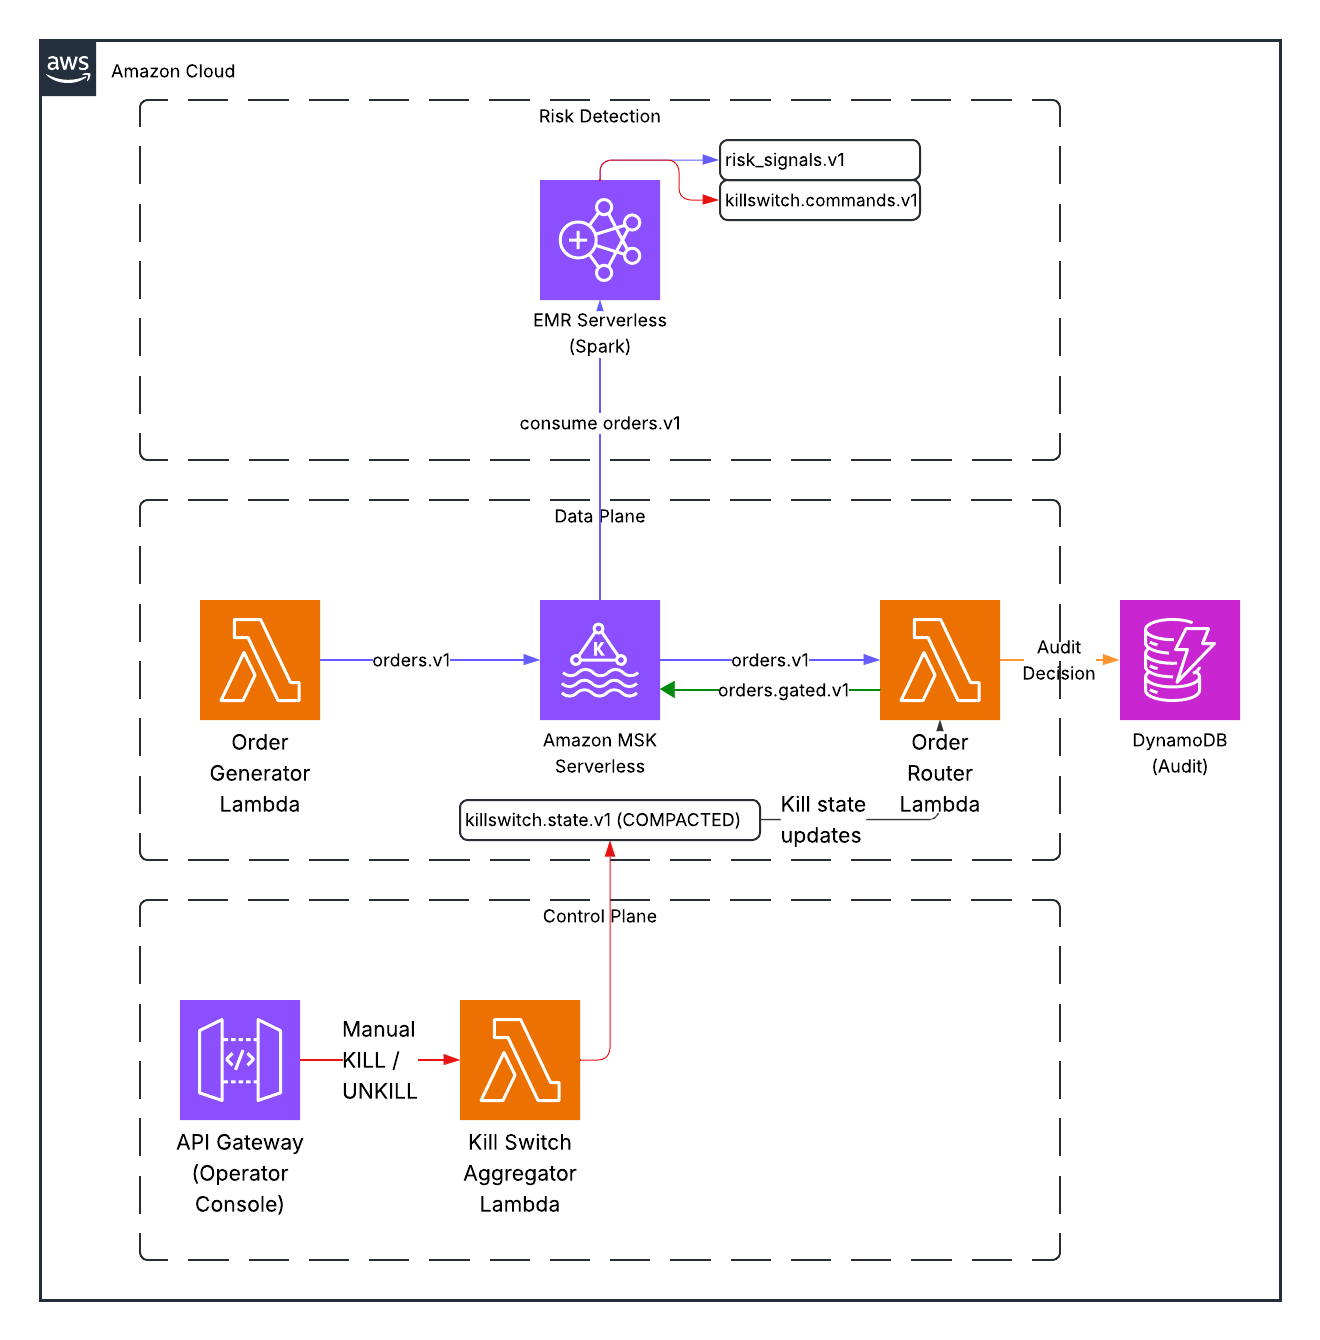 aws
Amazon Cloud
Risk Detection
risk_signals.v1
killswitch.commands.v1
EMR Serverless
(Spark)
consume orders.v1
Data Plane
orders.v1
K
orders.v1
orders.gated.v1
Audit
Decision
Order
Generator
Lambda
Amazon MSK
Serverless
Order
Router
Lambda
DynamoDB
(Audit)
killswitch.state.v1 (COMPACTED)
Kill state
updates
Control Plane
</>
Manual
KILL /
UNKILL
API Gateway
(Operator
Console)
Kill Switch
Aggregator
Lambda